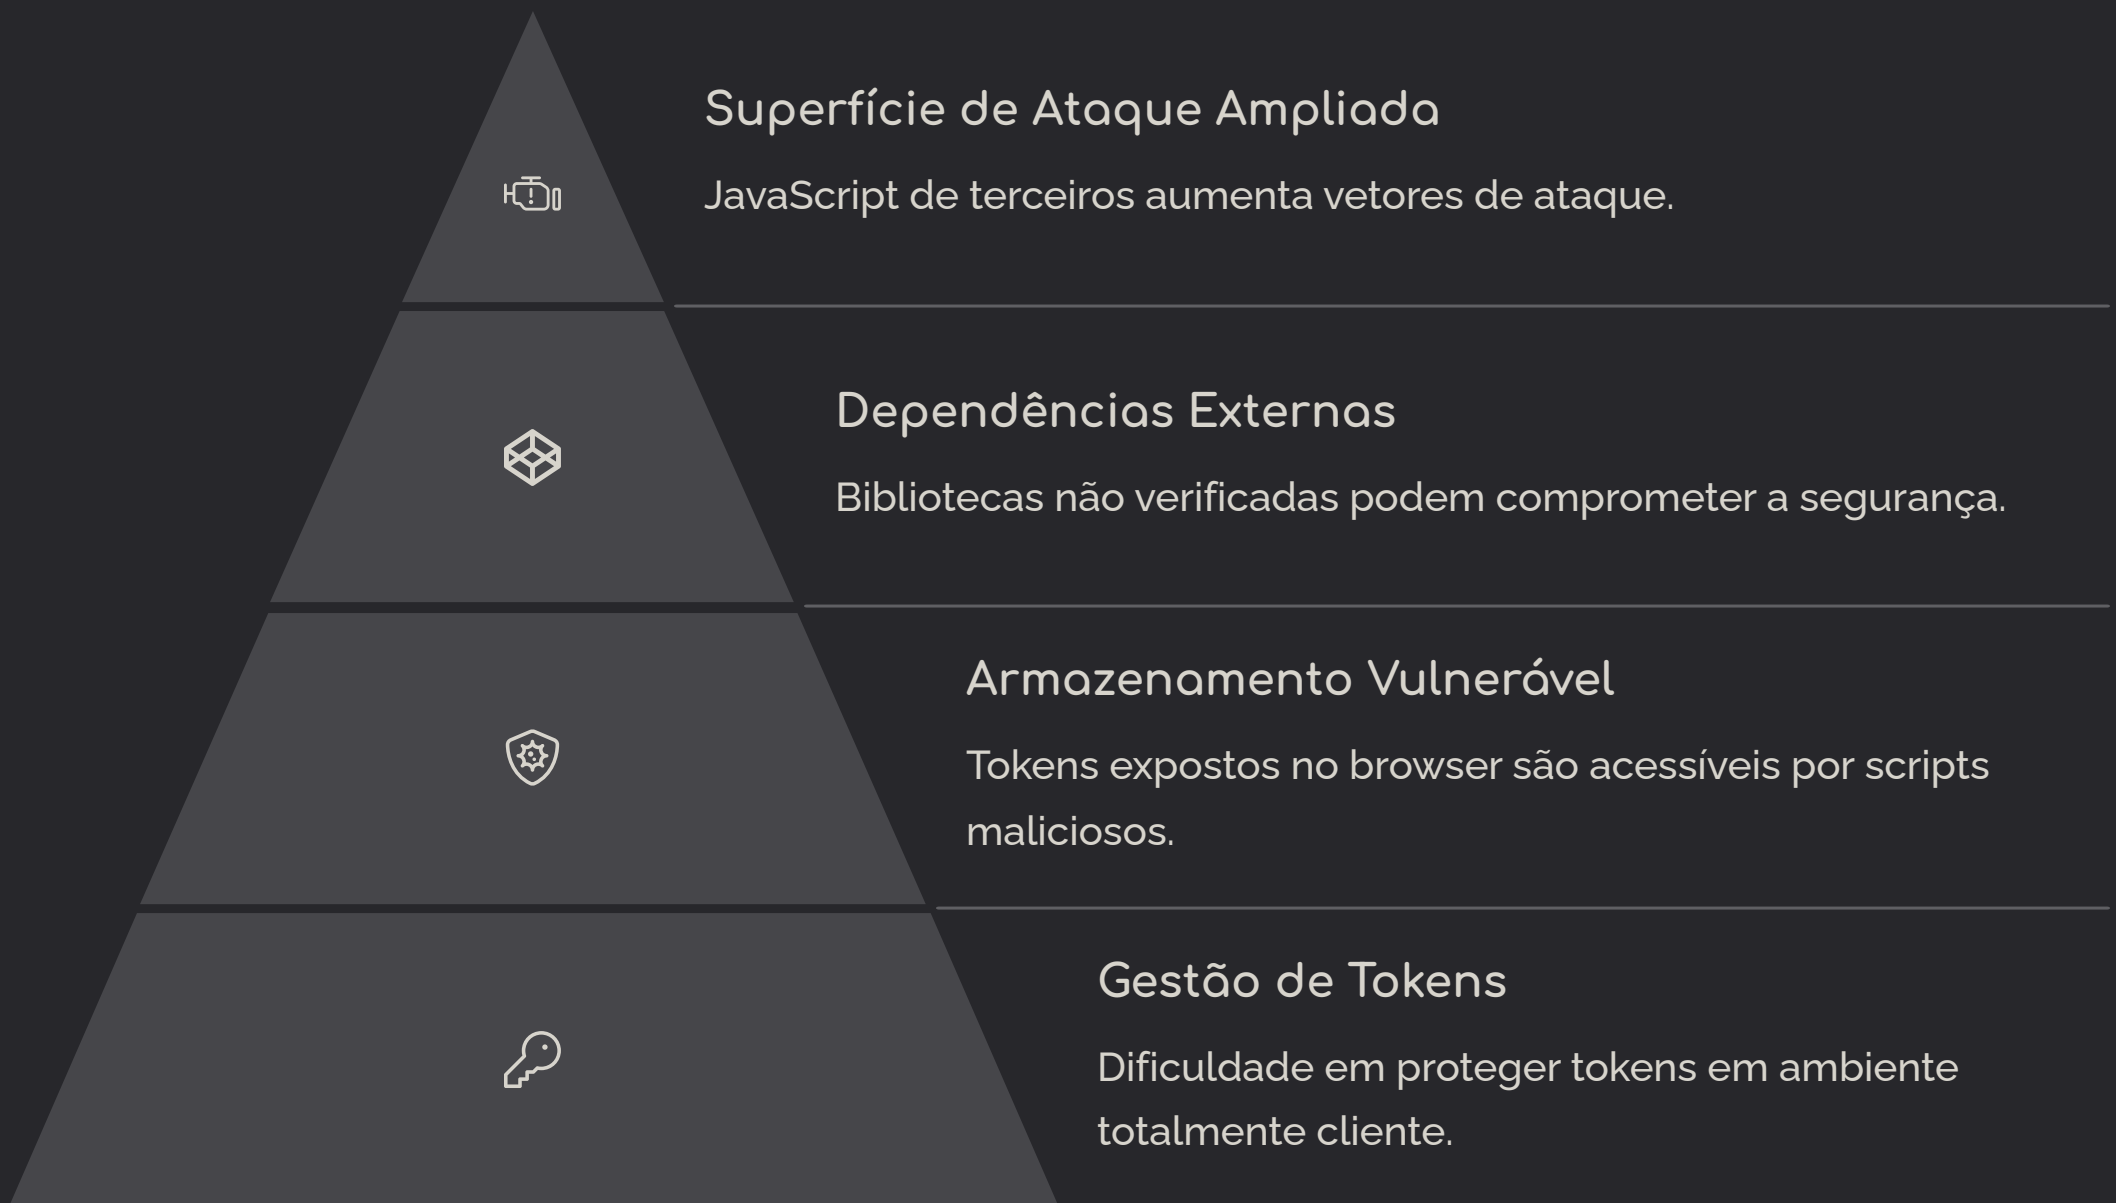 Superfície de Ataque Ampliada
JavaScript de terceiros aumenta vetores de ataque.
Dependências Externas
Bibliotecas não verificadas podem comprometer a segurança.
Armazenamento Vulnerável
Tokens expostos no browser são acessíveis por scripts
maliciosos.
Gestão de Tokens
Dificuldade em proteger tokens em ambiente
totalmente cliente.